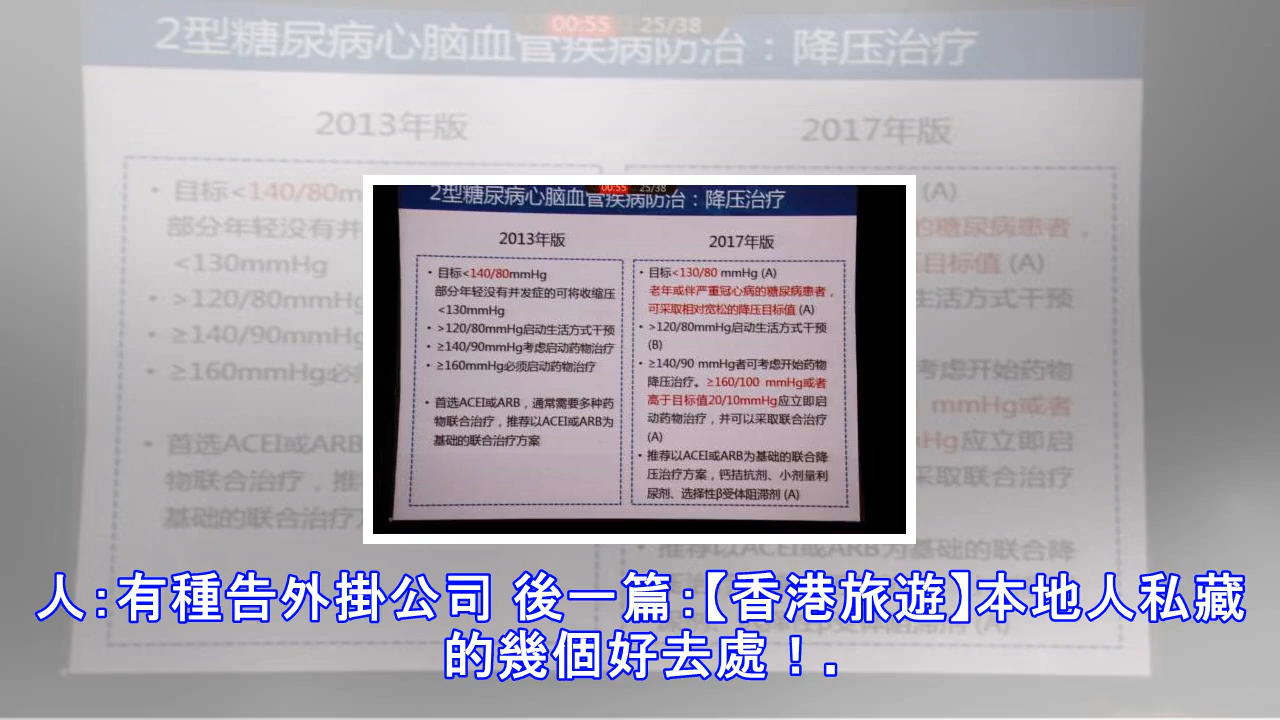 00:55 25/38
2型糖尿病心脑血管疾病防治：降压治疗
2013年版
• 目标<140/80mmHg
部分年轻没有并发症的可将收缩压
<130mmHg
• >120/80mmHg启动生活方式干预
• ≥140/90mmHg考虑启动药物治疗
• ≥160mmHg必须启动药物治疗
• 首选ACEI或ARB，通常需要多种药
物联合治疗，推荐以ACEI或ARB为
基础的联合治疗方案
2017年版
• 目标<130/80 mmHg (A)
老年或伴严重冠心病的糖尿病患者，
可采取相对宽松的降压目标值 (A)
• >120/80mmHg启动生活方式干预
(B)
• ≥140/90 mmHg者可考虑开始药物
降压治疗。≥160/100 mmHg或者
高于目标值20/10mmHg应立即启
动药物治疗，并可以采取联合治疗
(A)
• 推荐以ACEI或ARB为基础的联合降
压治疗方案，钙拮抗剂、小剂量利
尿剂、选择性β受体阻滞剂 (A)
人:有種告外掛公司 後一篇:【香港旅遊】本地人私藏
的幾個好去處！.